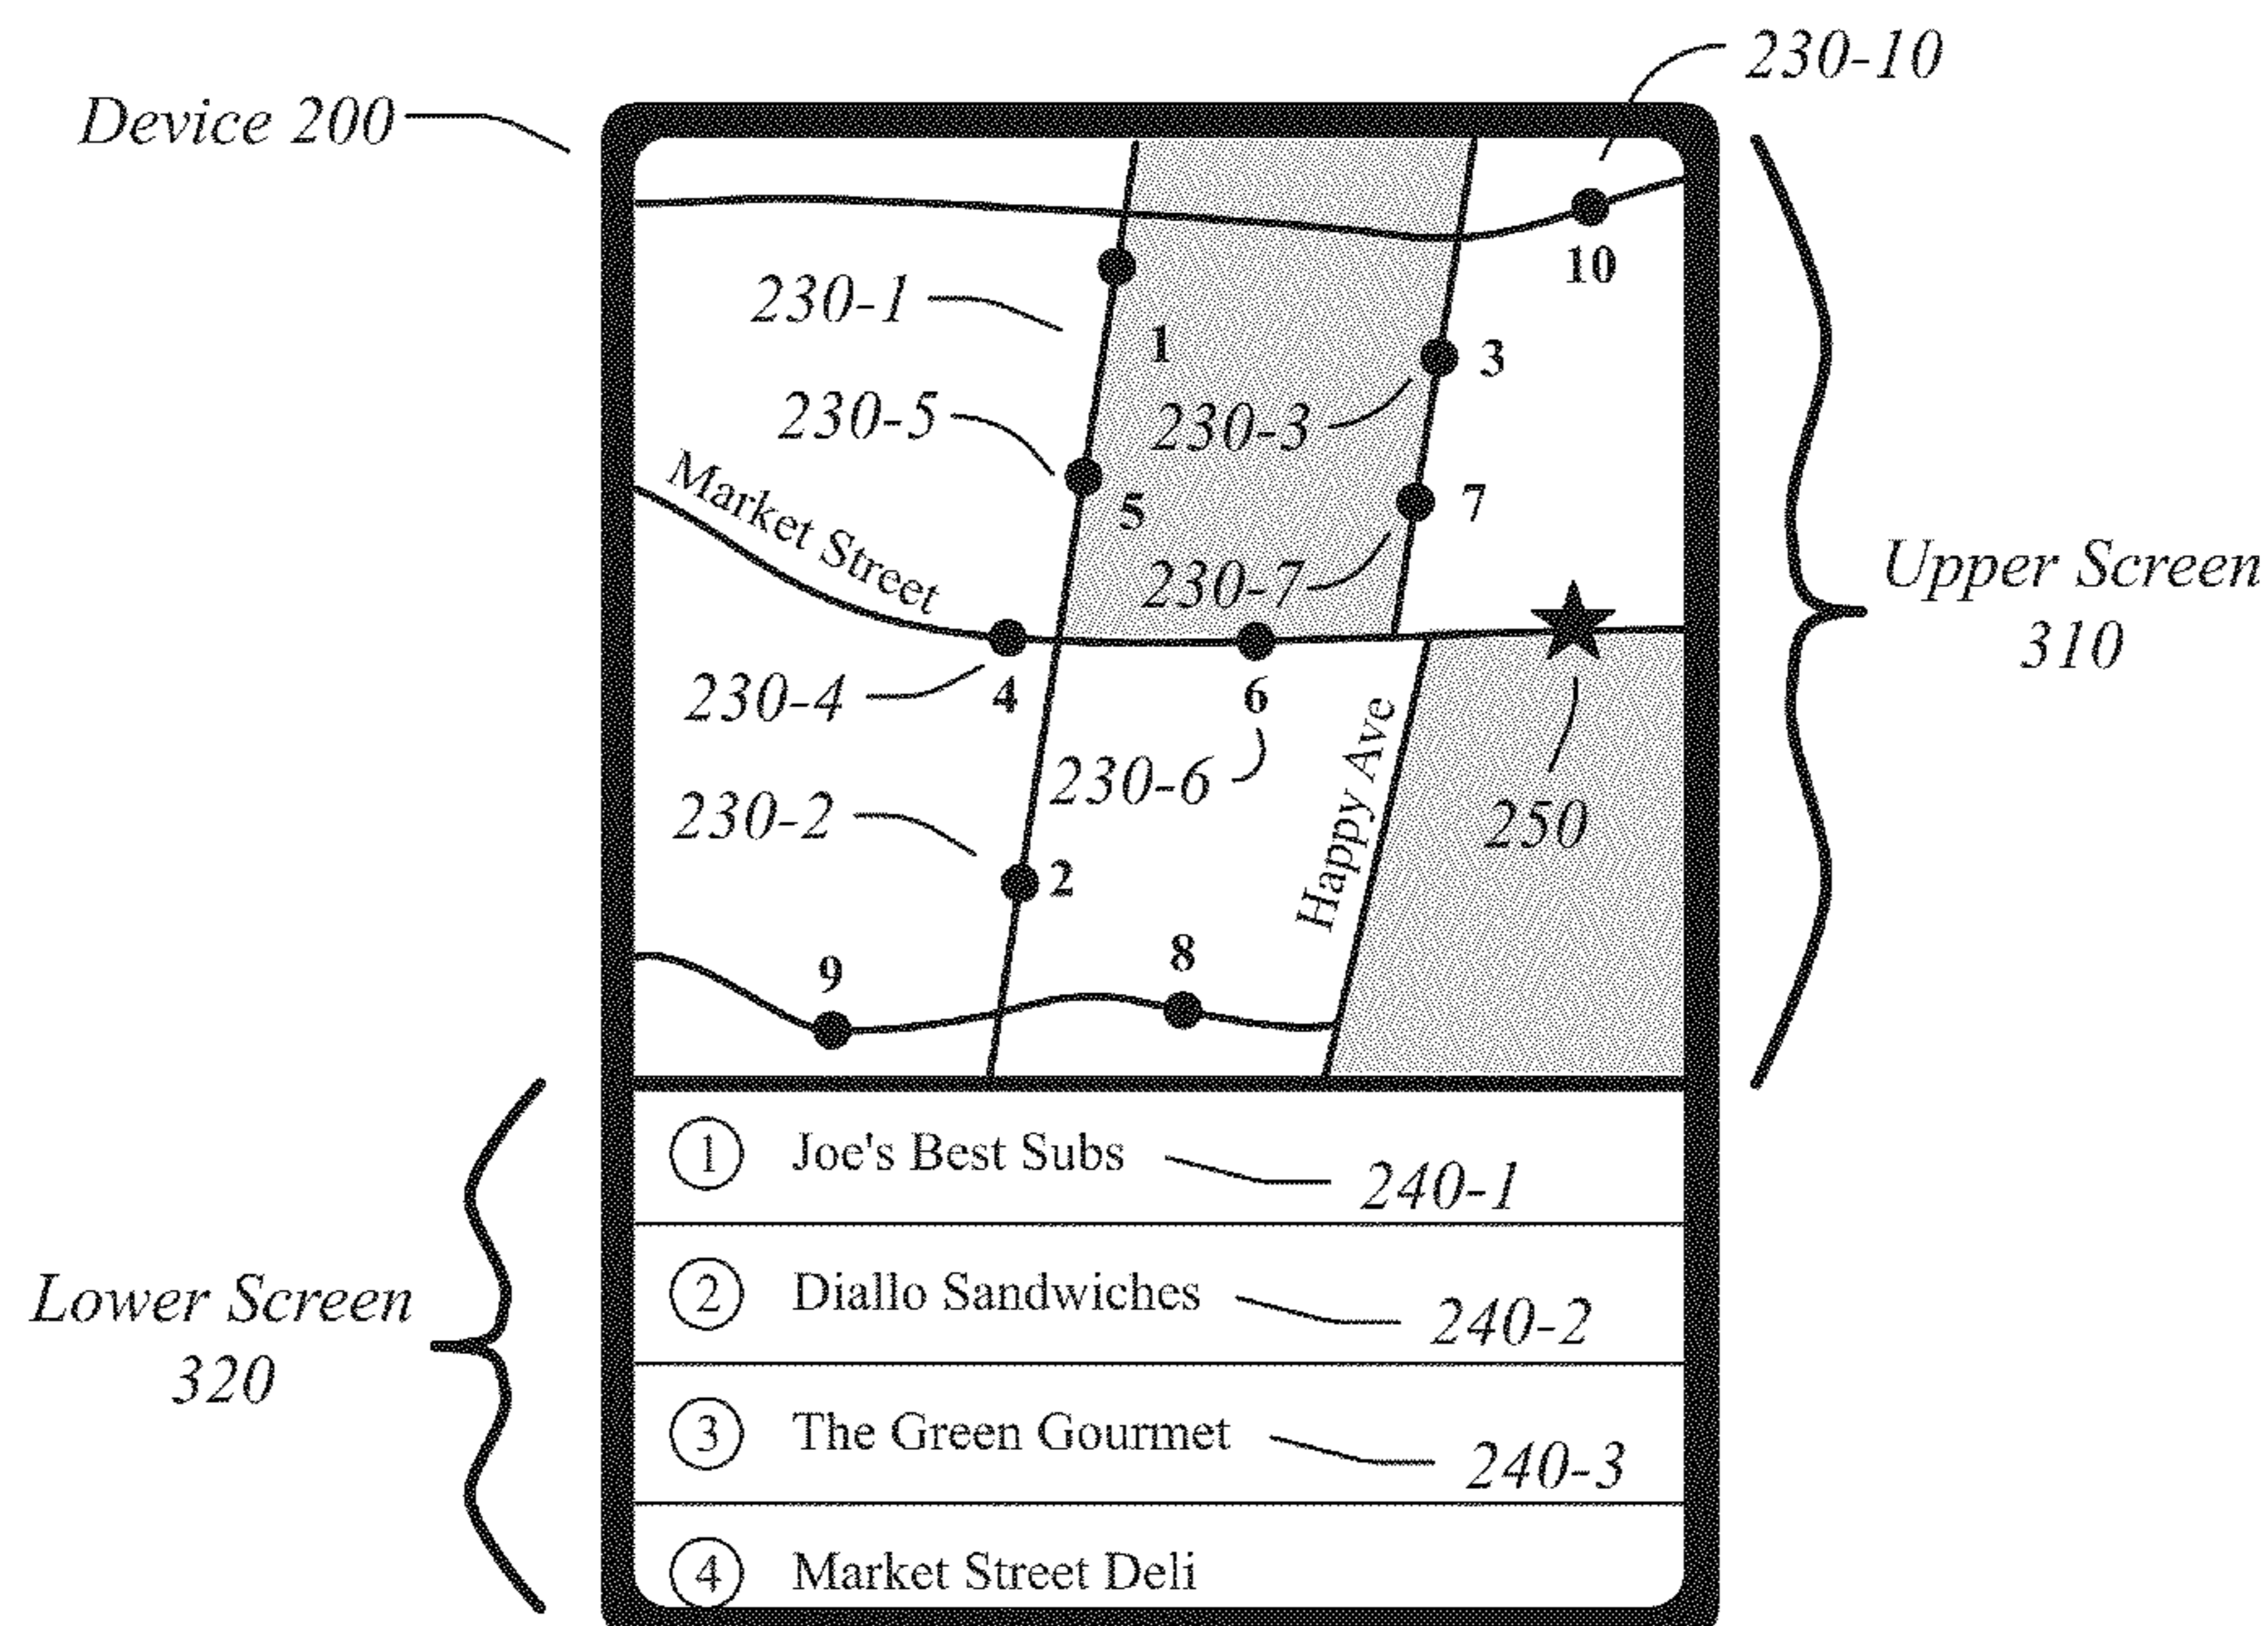 230-10
Device 200
10
230-1
1
3
230-5
230-3
Market Street
5
7
Upper Screen
310
230-7
230-4
4
6
230-6
Happy Ave
230-2
250
2
9
8
1 Joe's Best Subs 240-1
Lower Screen
320
2 Diallo Sandwiches 240-2
3 The Green Gourmet 240-3
4 Market Street Deli